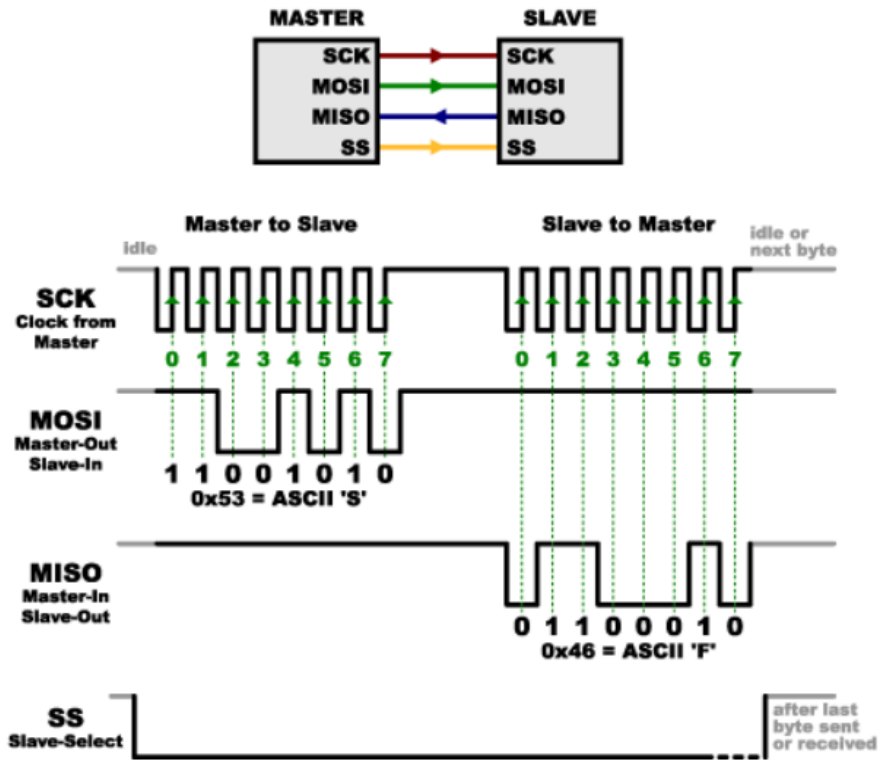 MASTER SLAVE
SCK SCK
MOSI MOSI
MISO MISO
SS SS
Master to Slave Slave to Master
idle
idle or
next byte
SCK
Clock from
Master
0 1 2 3 4 5 6 7 0 1 2 3 4 5 6 7
MOSI
Master-Out
Slave-In
1 1 0 0 1 0 1 0
0x53 = ASCII 'S'
MISO
Master-In
Slave-Out
0 1 1 0 0 0 1 0
0x46 = ASCII 'F'
SS
Slave-Select
after last
byte sent
or received